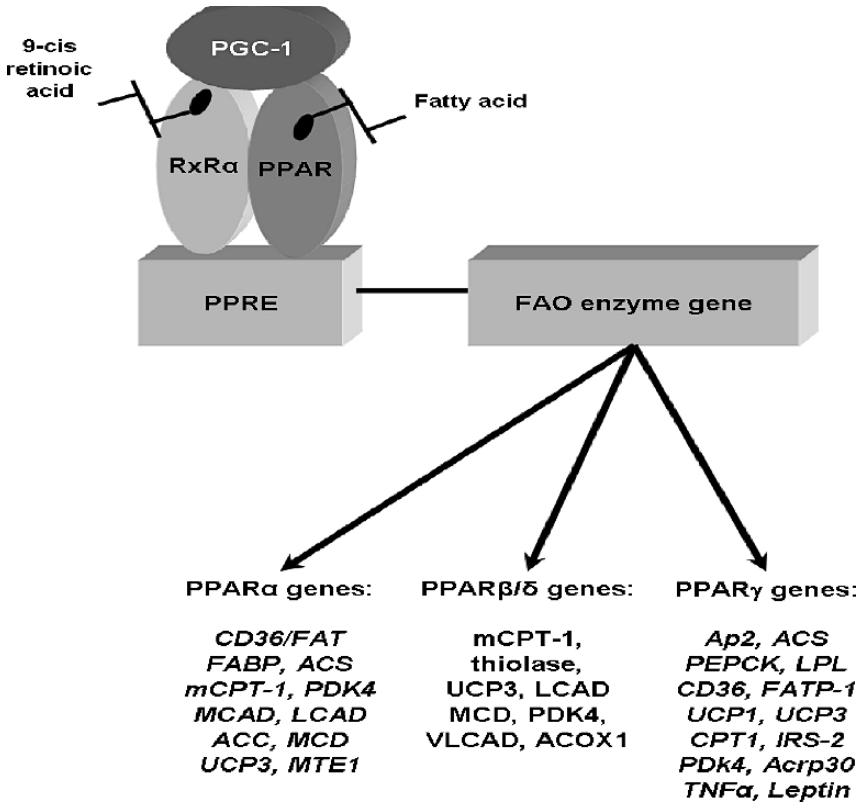 PGC-1
9-cis
retinoic
acid
Fatty acid
RxRα
PPAR
PPRE
FAO enzyme gene
PPARα genes:
CD36/FAT
FABP, ACS
mCPT-1, PDK4
MCAD, LCAD
ACC, MCD
UCP3, MTE1
PPARβ/δ genes:
mCPT-1,
thiolase,
UCP3, LCAD
MCD, PDK4,
VLCAD, ACOX1
PPARγ genes:
Ap2, ACS
PEPCK, LPL
CD36, FATP-1
UCP1, UCP3
CPT1, IRS-2
PDk4, Acrp30
TNFα, Leptin